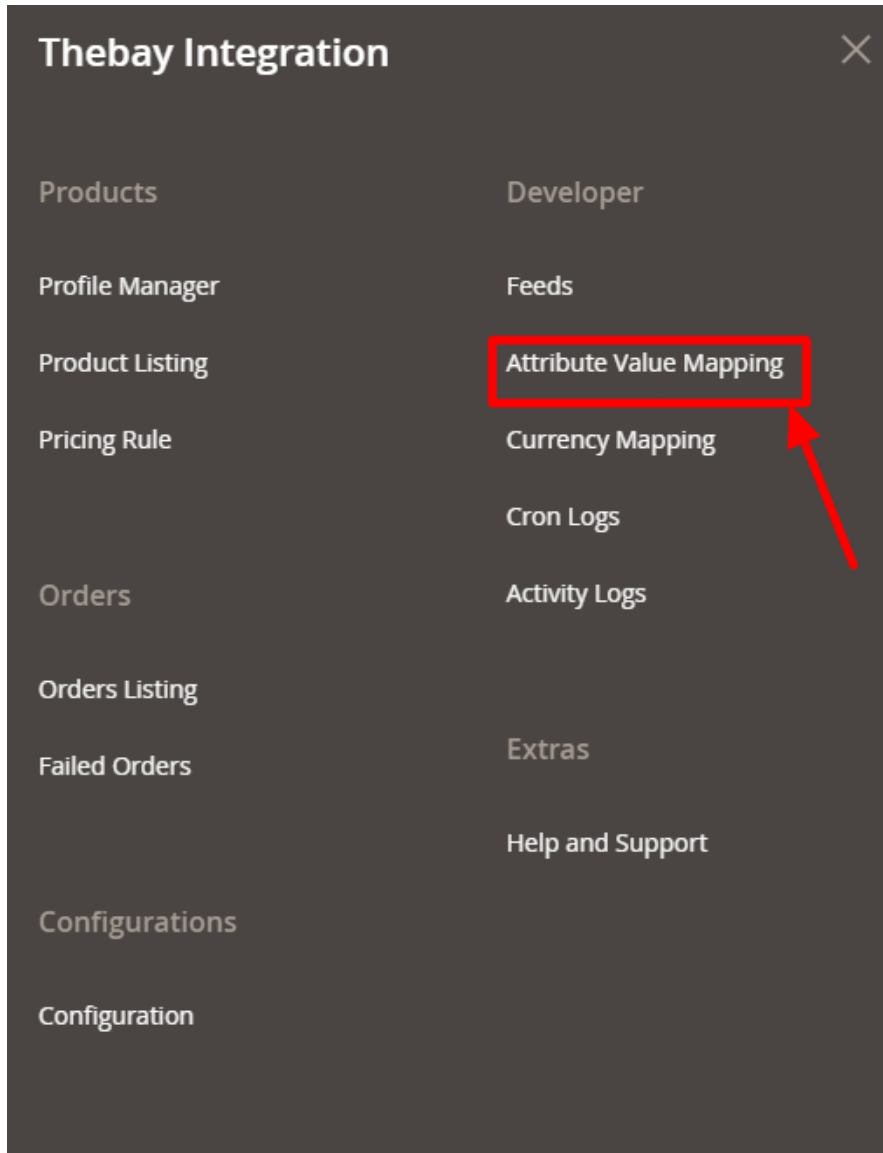 Thebay Integration
Products
Profile Manager
Product Listing
Pricing Rule
Orders
Orders Listing
Failed Orders
Configurations
Configuration
Developer
Feeds
Attribute Value Mapping
Currency Mapping
Cron Logs
Activity Logs
Extras
Help and Support